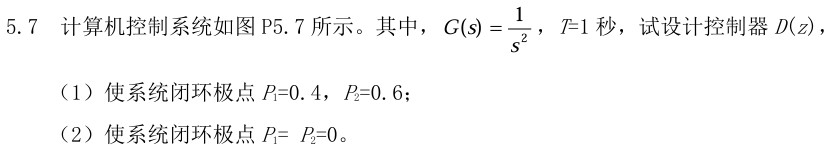 5.7 计算机控制系统如图 P5.7 所示。其中，G(s) = \frac{1}{s^2}，T=1 秒，试设计控制器 D(z)，
（1）使系统闭环极点 P₁=0.4，P₂=0.6；
（2）使系统闭环极点 P₁= P₂=0。